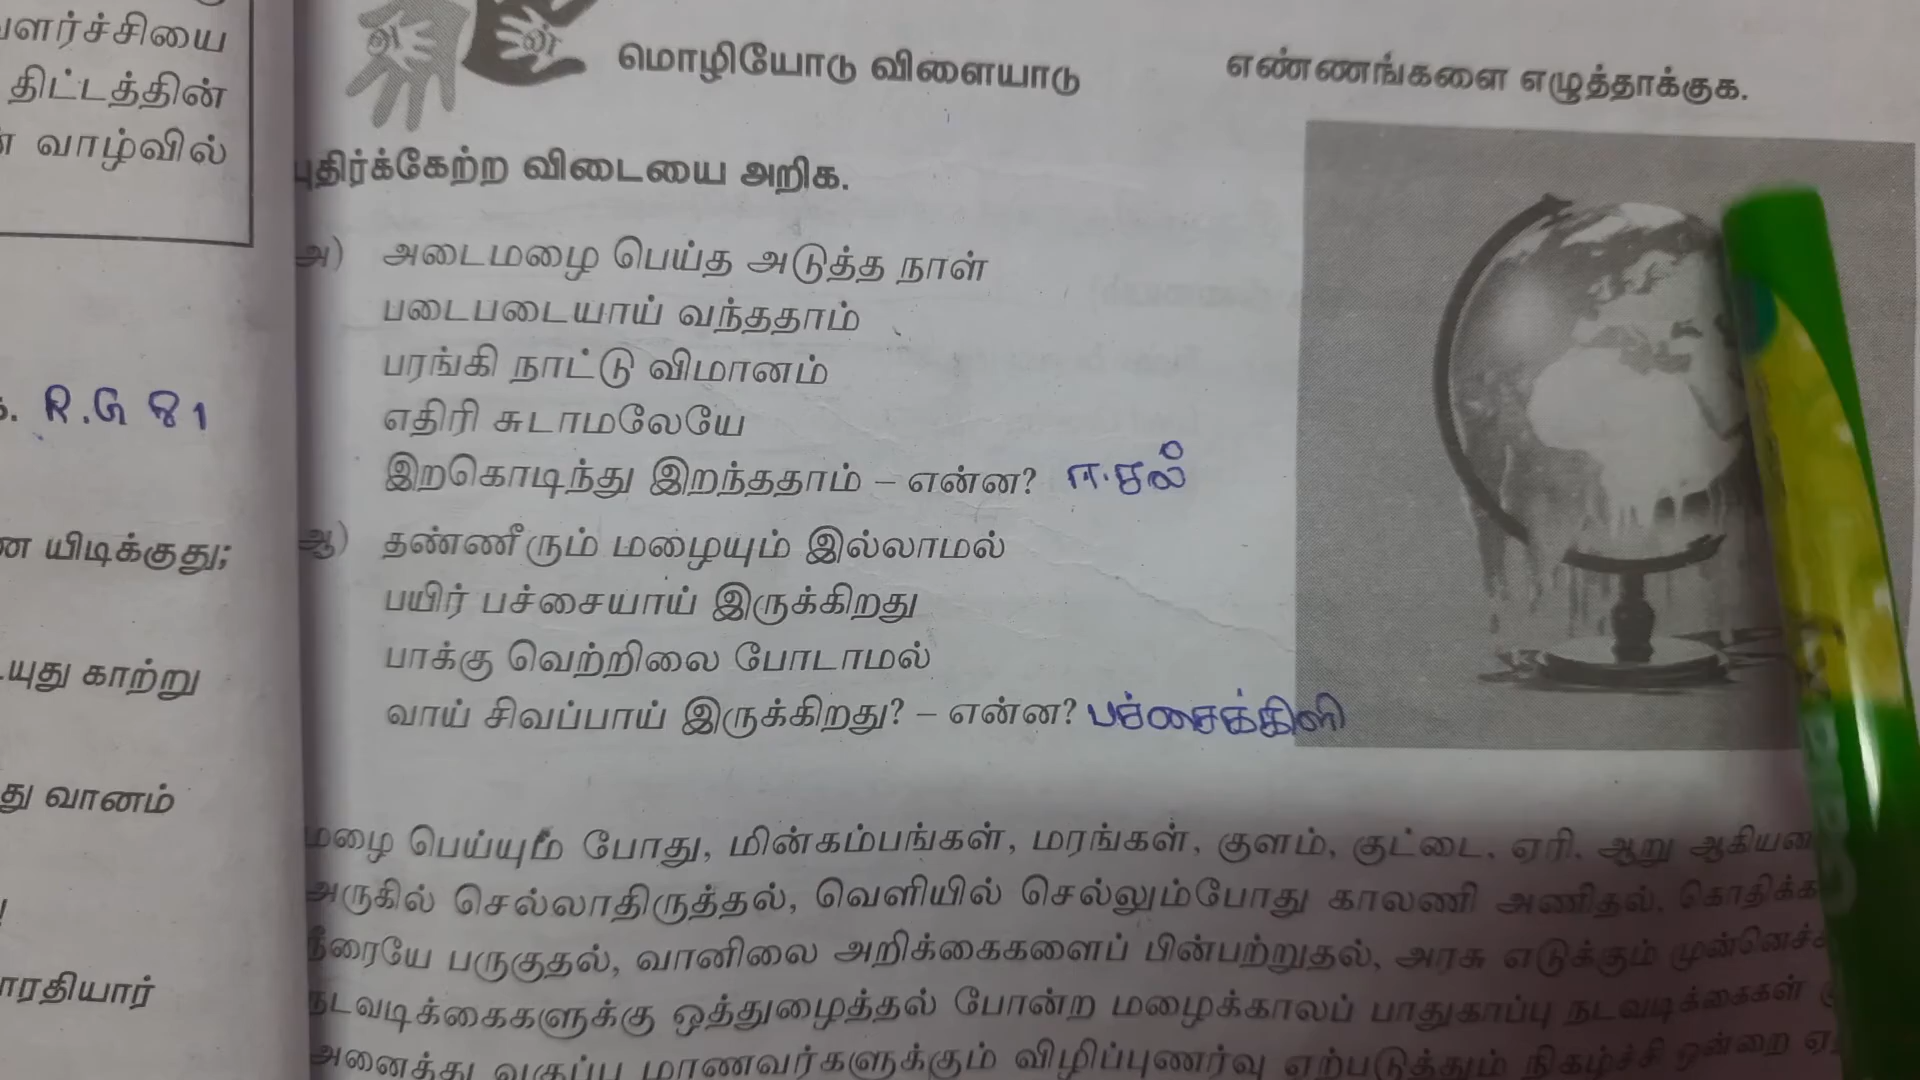 ளர்ச்சியை
திட்டத்தின்
வாழ்வில்
R.G 81
யிடிக்குது;
யுது காற்று
து வானம்
ாரதியார்
மொழியோடு விளையாடு
புதிர்க்கேற்ற விடையை அறிக.
அ) அடைமழை பெய்த அடுத்த நாள்
படைபடையாய் வந்ததாம்
பரங்கி நாட்டு விமானம்
எதிரி சுடாமலேயே
இறகொடிந்து இறந்ததாம் – என்ன? ஈசல்
ஆ) தண்ணீரும் மழையும் இல்லாமல்
பயிர் பச்சையாய் இருக்கிறது
பாக்கு வெற்றிலை போடாமல்
வாய் சிவப்பாய் இருக்கிறது? – என்ன? பச்சைக்கிளி
எண்ணங்களை எழுத்தாக்குக.
மழை பெய்யும் போது, மின்கம்பங்கள், மரங்கள், குளம், குட்டை, ஏரி, ஆறு ஆகியன
அருகில் செல்லாதிருத்தல், வெளியில் செல்லும்போது காலணி அணிதல், கொதிக்க
நீரையே பருகுதல், வானிலை அறிக்கைகளைப் பின்பற்றுதல், அரசு எடுக்கும் முன்னெச்ச
நடவடிக்கைகளுக்கு ஒத்துழைத்தல் போன்ற மழைக்காலப் பாதுகாப்பு நடவடிக்கைகள்
அனைத்து வகுப்பு மாணவர்களுக்கும் விழிப்புணர்வு ஏற்படுத்தும் நிகழ்ச்சி ஒன்றை